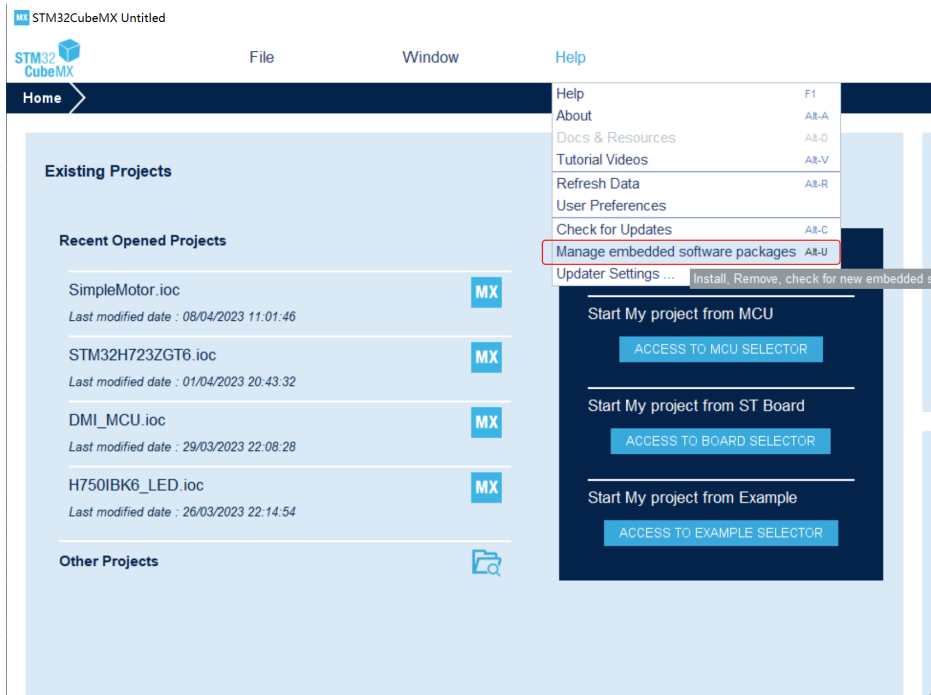 MX STM32CubeMX Untitled
STM32
CubeMX
File Window Help
Home
Help F1
About Alt-A
Docs & Resources Alt-D
Tutorial Videos Alt-V
Refresh Data Alt-R
User Preferences
Check for Updates Alt-C
Manage embedded software packages Alt-U
Updater Settings ...
Install, Remove, check for new embedded s
Existing Projects
Recent Opened Projects
SimpleMotor.ioc MX
Last modified date : 08/04/2023 11:01:46
STM32H723ZGT6.ioc MX
Last modified date : 01/04/2023 20:43:32
DMI_MCU.ioc MX
Last modified date : 29/03/2023 22:08:28
H750IBK6_LED.ioc MX
Last modified date : 26/03/2023 22:14:54
Other Projects
Start My project from MCU
ACCESS TO MCU SELECTOR
Start My project from ST Board
ACCESS TO BOARD SELECTOR
Start My project from Example
ACCESS TO EXAMPLE SELECTOR